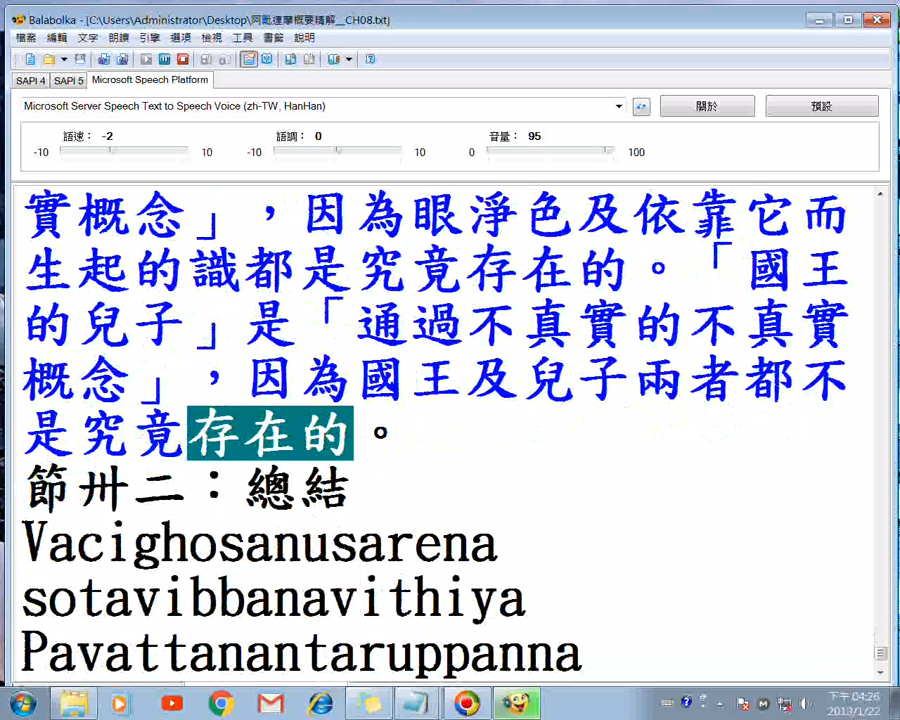 Balabolka - [C:\Users\Administrator\Desktop\阿毗達摩概要精解__CH08.txt]
檔案 編輯 文字 朗讀 引擎 選項 檢視 工具 書籤 說明
SAPI 4 SAPI 5 Microsoft Speech Platform
Microsoft Server Speech Text to Speech Voice (zh-TW, HanHan) 關於 預設
語速： -2 語調： 0 音量： 95
-10 10 -10 10 0 100
實概念」，因為眼淨色及依靠它而
生起的識都是究竟存在的。「國王
的兒子」是「通過不真實的不真實
概念」，因為國王及兒子兩者都不
是究竟存在的。
節卅二：總結
Vacighosanusarena
sotavibbanavithiya
Pavattanantaruppanna
下午 04:26
2013/1/22